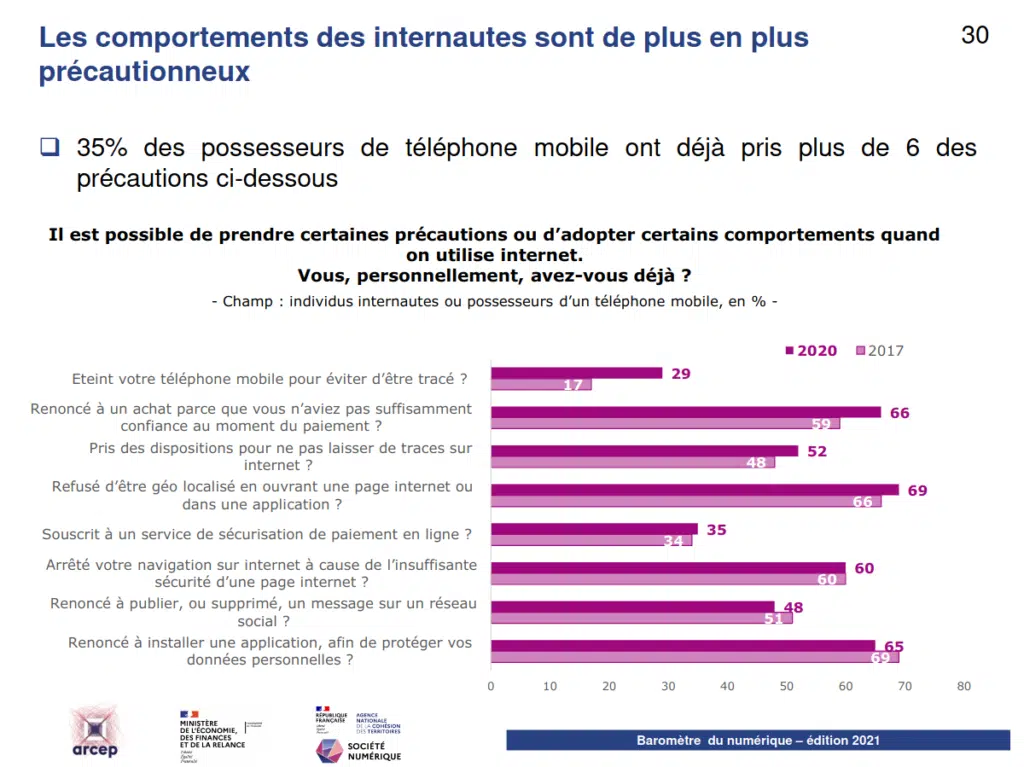 Les comportements des internautes sont de plus en plus
précautionneux
30
❑ 35% des possesseurs de téléphone mobile ont déjà pris plus de 6 des
précautions ci-dessous
Il est possible de prendre certaines précautions ou d’adopter certains comportements quand
on utilise internet.
Vous, personnellement, avez-vous déjà ?
- Champ : individus internautes ou possesseurs d’un téléphone mobile, en % -
2020 2017
Eteint votre téléphone mobile pour éviter d’être tracé ?
29
17
Renoncé à un achat parce que vous n’aviez pas suffisamment
confiance au moment du paiement ?
66
59
Pris des dispositions pour ne pas laisser de traces sur
internet ?
52
48
Refusé d’être géo localisé en ouvrant une page internet ou
dans une application ?
69
66
Souscrit à un service de sécurisation de paiement en ligne ?
35
34
Arrêté votre navigation sur internet à cause de l’insuffisante
sécurité d’une page internet ?
60
60
Renoncé à publier, ou supprimé, un message sur un réseau
social ?
48
51
Renoncé à installer une application, afin de protéger vos
données personnelles ?
65
69
0 10 20 30 40 50 60 70 80
arcep
MINISTÈRE
DE L’ÉCONOMIE,
DES FINANCES
ET DE LA RELANCE
RÉPUBLIQUE
FRANÇAISE
AGENCE
NATIONALE
DE LA COHÉSION
DES TERRITOIRES
SOCIÉTÉ
NUMÉRIQUE
Baromètre du numérique – édition 2021